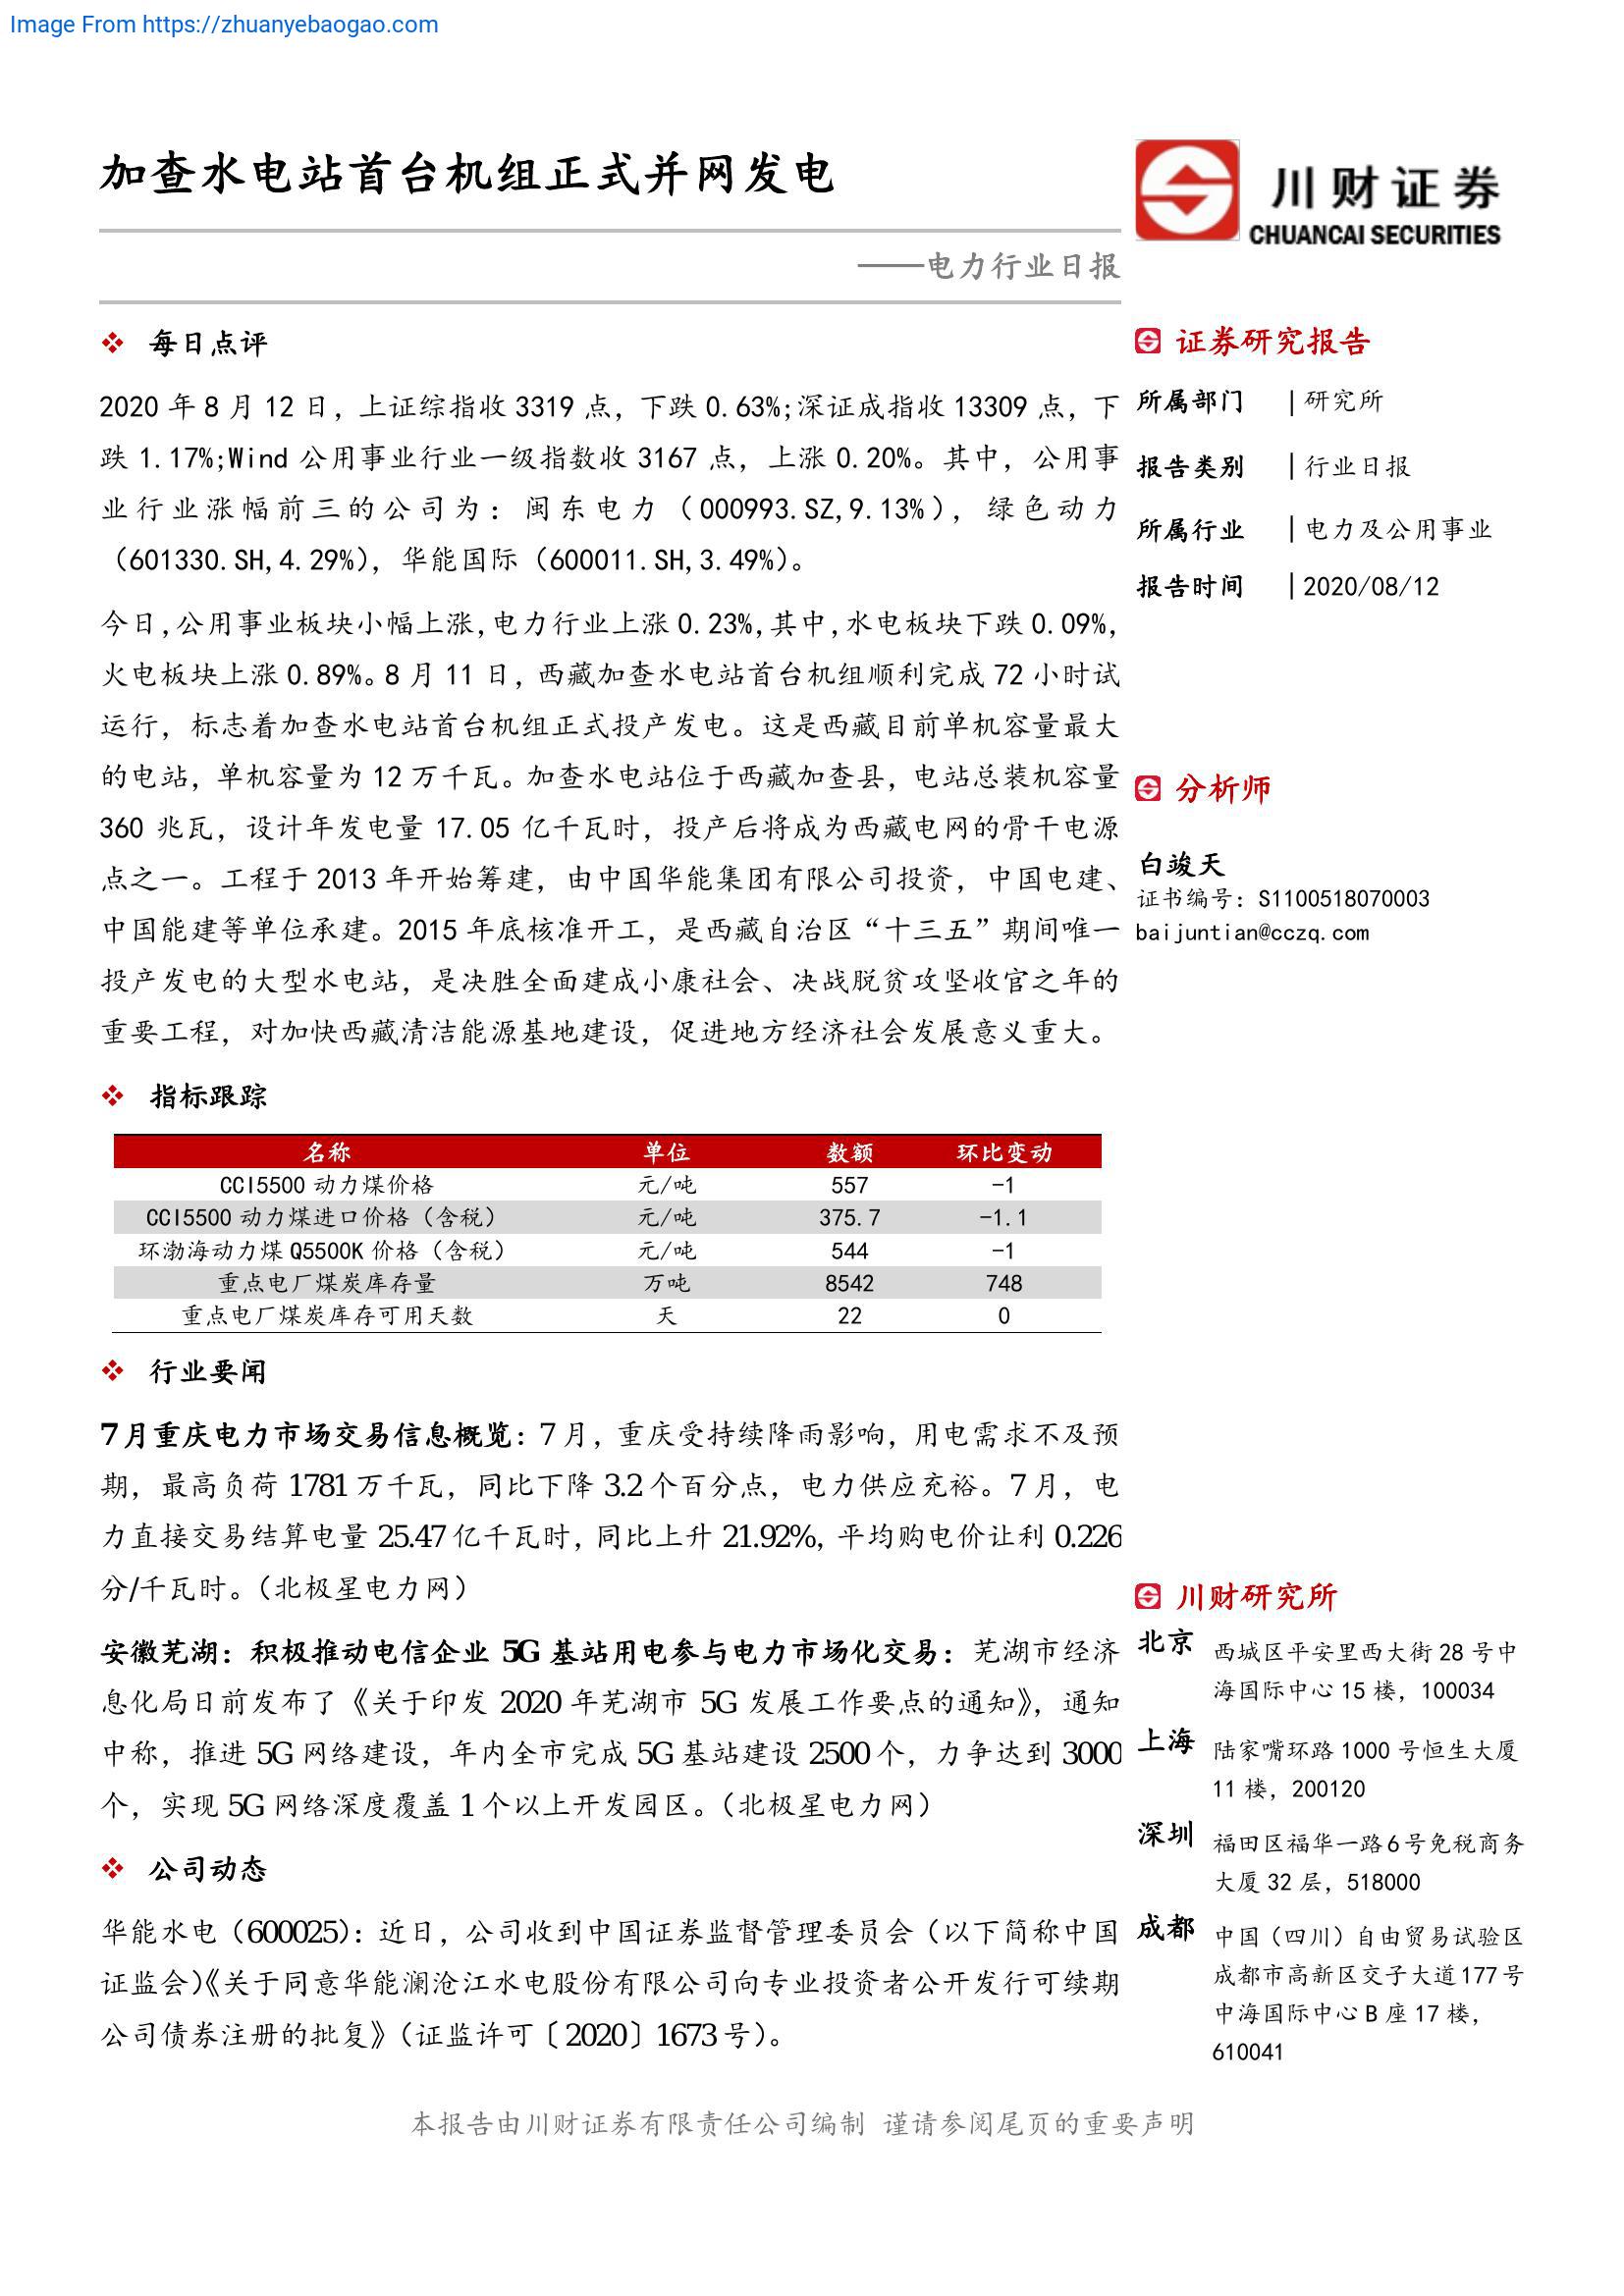 Image From https://zhuanyebaogao.com
加查水电站首台机组正式并网发电
——电力行业日报
川财证券
CHUANCAI SECURITIES
❖ 每日点评
2020 年 8 月 12 日，上证综指收 3319 点，下跌 0.63%;深证成指收 13309 点，下
跌 1.17%;Wind 公用事业行业一级指数收 3167 点，上涨 0.20%。其中，公用事
业行业涨幅前三的公司为：闽东电力（000993.SZ,9.13%），绿色动力
（601330.SH,4.29%），华能国际（600011.SH,3.49%）。
今日,公用事业板块小幅上涨,电力行业上涨 0.23%,其中,水电板块下跌 0.09%,
火电板块上涨 0.89%。8 月 11 日，西藏加查水电站首台机组顺利完成 72 小时试
运行，标志着加查水电站首台机组正式投产发电。这是西藏目前单机容量最大
的电站，单机容量为 12 万千瓦。加查水电站位于西藏加查县，电站总装机容量
360 兆瓦，设计年发电量 17.05 亿千瓦时，投产后将成为西藏电网的骨干电源
点之一。工程于 2013 年开始筹建，由中国华能集团有限公司投资，中国电建、
中国能建等单位承建。2015 年底核准开工，是西藏自治区“十三五”期间唯一
投产发电的大型水电站，是决胜全面建成小康社会、决战脱贫攻坚收官之年的
重要工程，对加快西藏清洁能源基地建设，促进地方经济社会发展意义重大。
❖ 指标跟踪
名称 单位 数额 环比变动
CCI5500 动力煤价格 元/吨 557 -1
CCI5500 动力煤进口价格（含税） 元/吨 375.7 -1.1
环渤海动力煤 Q5500K 价格（含税） 元/吨 544 -1
重点电厂煤炭库存量 万吨 8542 748
重点电厂煤炭库存可用天数 天 22 0
❖ 行业要闻
7 月重庆电力市场交易信息概览：7 月，重庆受持续降雨影响，用电需求不及预
期，最高负荷 1781 万千瓦，同比下降 3.2 个百分点，电力供应充裕。7 月，电
力直接交易结算电量 25.47 亿千瓦时，同比上升 21.92%，平均购电价让利 0.226
分/千瓦时。（北极星电力网）
安徽芜湖：积极推动电信企业 5G 基站用电参与电力市场化交易：芜湖市经济
息化局日前发布了《关于印发 2020 年芜湖市 5G 发展工作要点的通知》，通知
中称，推进 5G 网络建设，年内全市完成 5G 基站建设 2500 个，力争达到 3000
个，实现 5G 网络深度覆盖 1 个以上开发园区。（北极星电力网）
❖ 公司动态
华能水电（600025）：近日，公司收到中国证券监督管理委员会（以下简称中国
证监会）《关于同意华能澜沧江水电股份有限公司向专业投资者公开发行可续期
公司债券注册的批复》（证监许可〔2020〕1673 号）。
证券研究报告
所属部门 | 研究所
报告类别 | 行业日报
所属行业 | 电力及公用事业
报告时间 | 2020/08/12
分析师
白竣天
证书编号：S1100518070003
baijuntian@cczq.com
川财研究所
北京 西城区平安里西大街 28 号中
海国际中心 15 楼，100034
上海 陆家嘴环路 1000 号恒生大厦
11 楼，200120
深圳 福田区福华一路 6 号免税商务
大厦 32 层，518000
成都 中国（四川）自由贸易试验区
成都市高新区交子大道 177 号
中海国际中心 B 座 17 楼，
610041
本报告由川财证券有限责任公司编制 谨请参阅尾页的重要声明